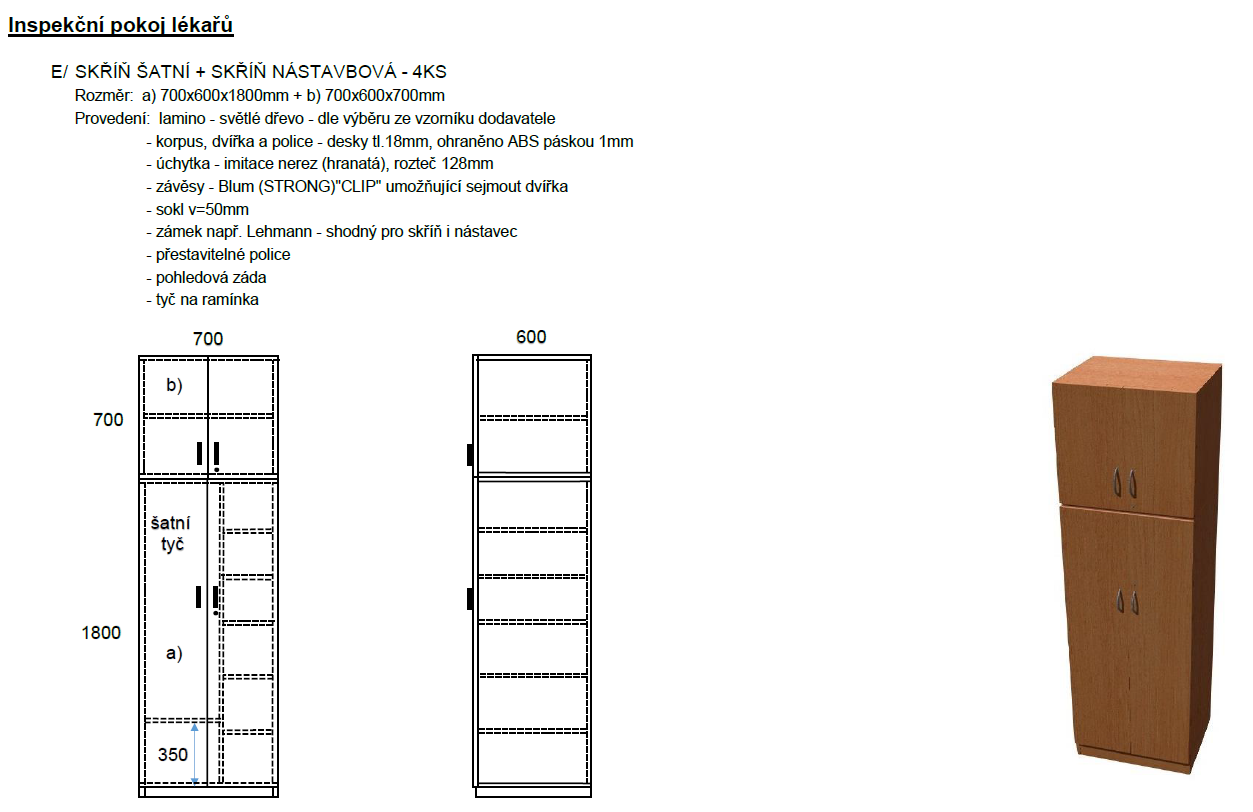 Inspekční pokoj lékařů
E/ SKŘÍŇ ŠATNÍ + SKŘÍŇ NÁSTAVBOVÁ - 4KS
Rozměr: a) 700x600x1800mm + b) 700x600x700mm
Provedení: lamino - světlé dřevo - dle výběru ze vzorníku dodavatele
- korpus, dvířka a police - desky tl.18mm, ohraněno ABS páskou 1mm
- úchytka - imitace nerez (hranatá), rozteč 128mm
- závěsy - Blum (STRONG)"CLIP" umožňující sejmout dvířka
- sokl v=50mm
- zámek např. Lehmann - shodný pro skříň i nástavec
- přestavitelné police
- pohledová záda
- tyč na ramínka
700
600
b)
700
šatní
tyč
1800
a)
350